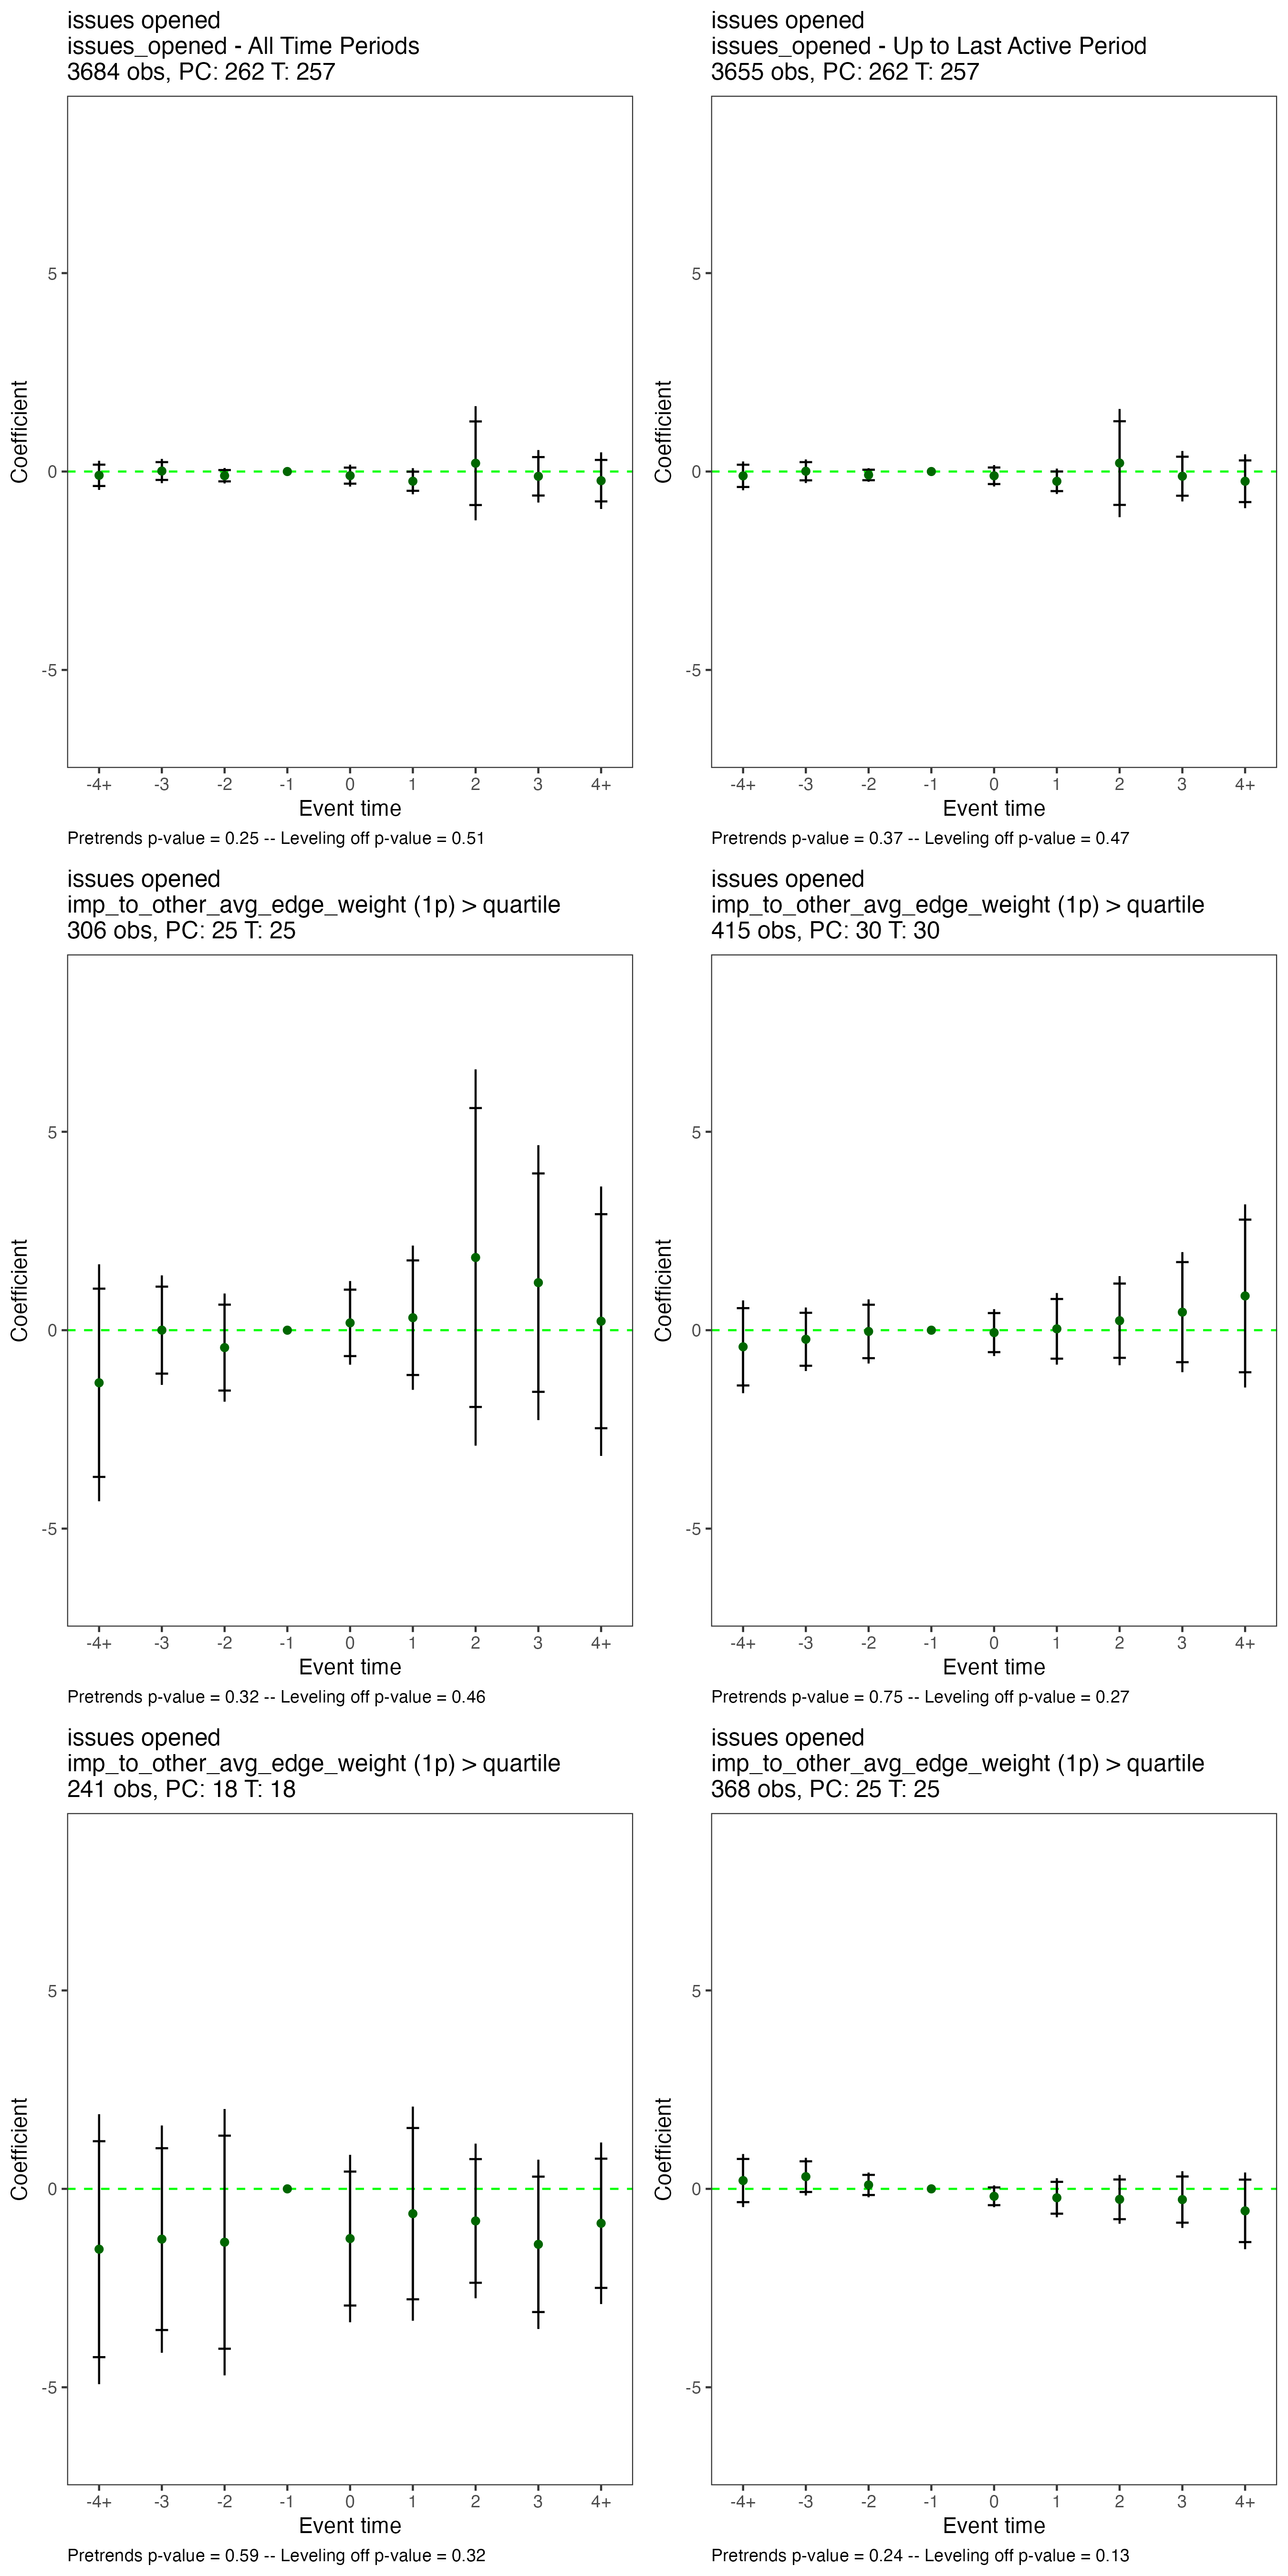 issues opened
issues_opened - All Time Periods
3684 obs, PC: 262 T: 257
Coefficient
5
0
-5
-4+ -3 -2 -1 0 1 2 3 4+
Event time
Pretrends p-value = 0.25 -- Leveling off p-value = 0.51
issues opened
issues_opened - Up to Last Active Period
3655 obs, PC: 262 T: 257
Coefficient
5
0
-5
-4+ -3 -2 -1 0 1 2 3 4+
Event time
Pretrends p-value = 0.37 -- Leveling off p-value = 0.47
issues opened
imp_to_other_avg_edge_weight (1p) > quartile
306 obs, PC: 25 T: 25
Coefficient
5
0
-5
-4+ -3 -2 -1 0 1 2 3 4+
Event time
Pretrends p-value = 0.32 -- Leveling off p-value = 0.46
issues opened
imp_to_other_avg_edge_weight (1p) > quartile
415 obs, PC: 30 T: 30
Coefficient
5
0
-5
-4+ -3 -2 -1 0 1 2 3 4+
Event time
Pretrends p-value = 0.75 -- Leveling off p-value = 0.27
issues opened
imp_to_other_avg_edge_weight (1p) > quartile
241 obs, PC: 18 T: 18
Coefficient
5
0
-5
-4+ -3 -2 -1 0 1 2 3 4+
Event time
Pretrends p-value = 0.59 -- Leveling off p-value = 0.32
issues opened
imp_to_other_avg_edge_weight (1p) > quartile
368 obs, PC: 25 T: 25
Coefficient
5
0
-5
-4+ -3 -2 -1 0 1 2 3 4+
Event time
Pretrends p-value = 0.24 -- Leveling off p-value = 0.13